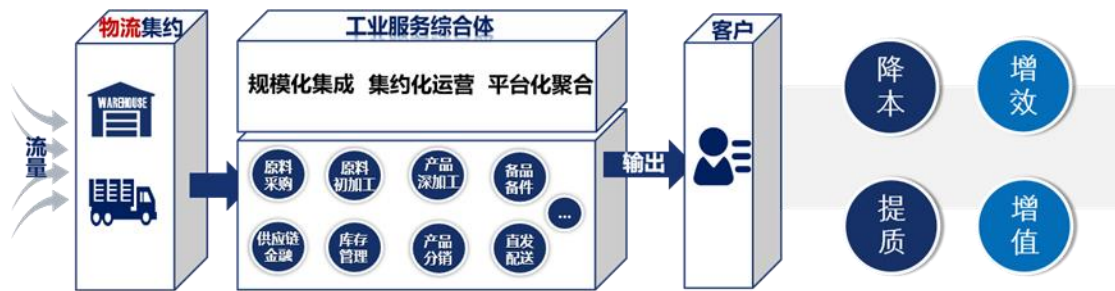 物流集约
WAREHOUSE
流量
工业服务综合体
规模化集成 集约化运营 平台化聚合
原料
采购
原料
初加工
产品
深加工
备品
备件
...
供应链
金融
库存
管理
产品
分销
直发
配送
输出
客户
降
本
增
效
提
质
增
值